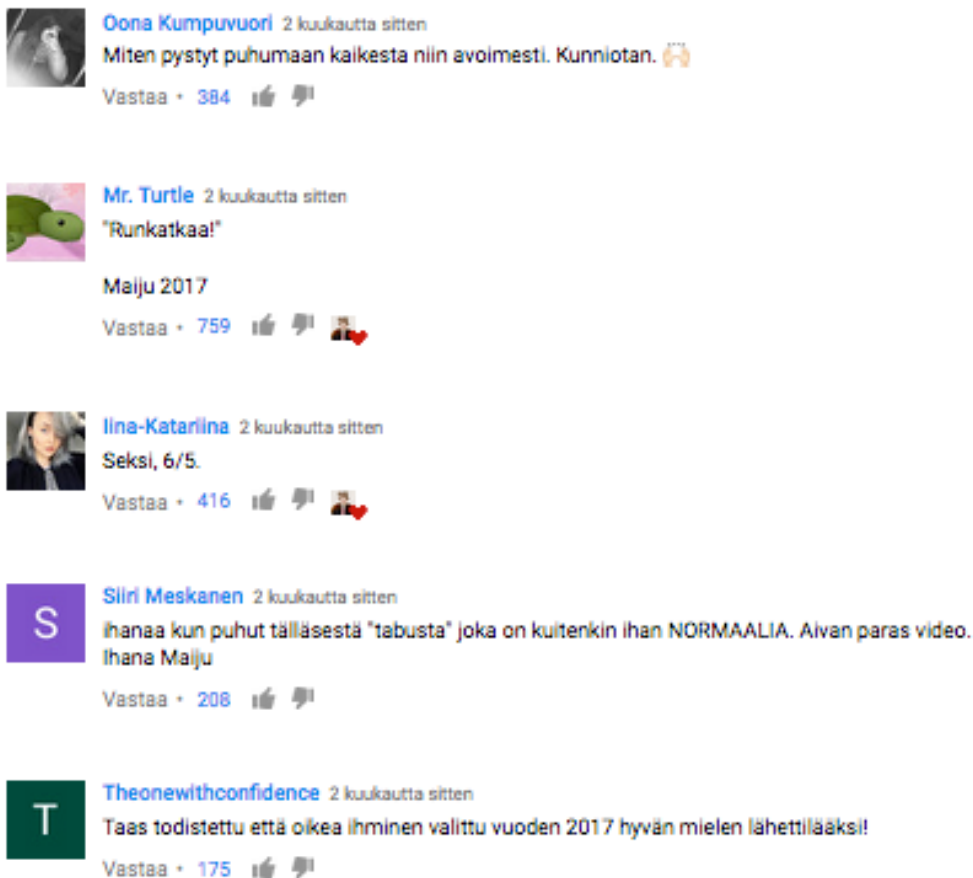 Oona Kumpuvuori 2 kuukautta sitten
Miten pystyt puhumaan kaikesta niin avoimesti. Kunniotan. 🙌🏻
Vastaa • 384
Mr. Turtle 2 kuukautta sitten
"Runkatkaa!"
Maiju 2017
Vastaa • 759
Iina-Katariina 2 kuukautta sitten
Seksi, 6/5.
Vastaa • 416
S
Siiri Meskanen 2 kuukautta sitten
ihanaa kun puhut tälläsestä "tabusta" joka on kuitenkin ihan NORMAALIA. Aivan paras video.
Ihana Maiju
Vastaa • 208
T
Theonewithconfidence 2 kuukautta sitten
Taas todistettu että oikea ihminen valittu vuoden 2017 hyvän mielen lähettilääksi!
Vastaa • 175